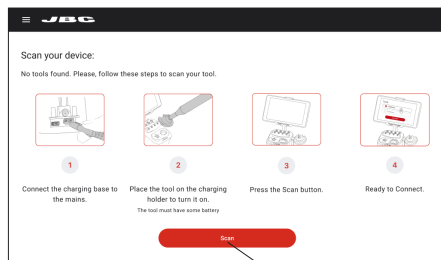 JBC
Scan your device:
No tools found. Please, follow these steps to scan your tool.
1
2
3
4
Connect the charging base to
the mains.
Place the tool on the charging
holder to turn it on.
The tool must have some battery
Press the Scan button.
Ready to Connect.
Scan